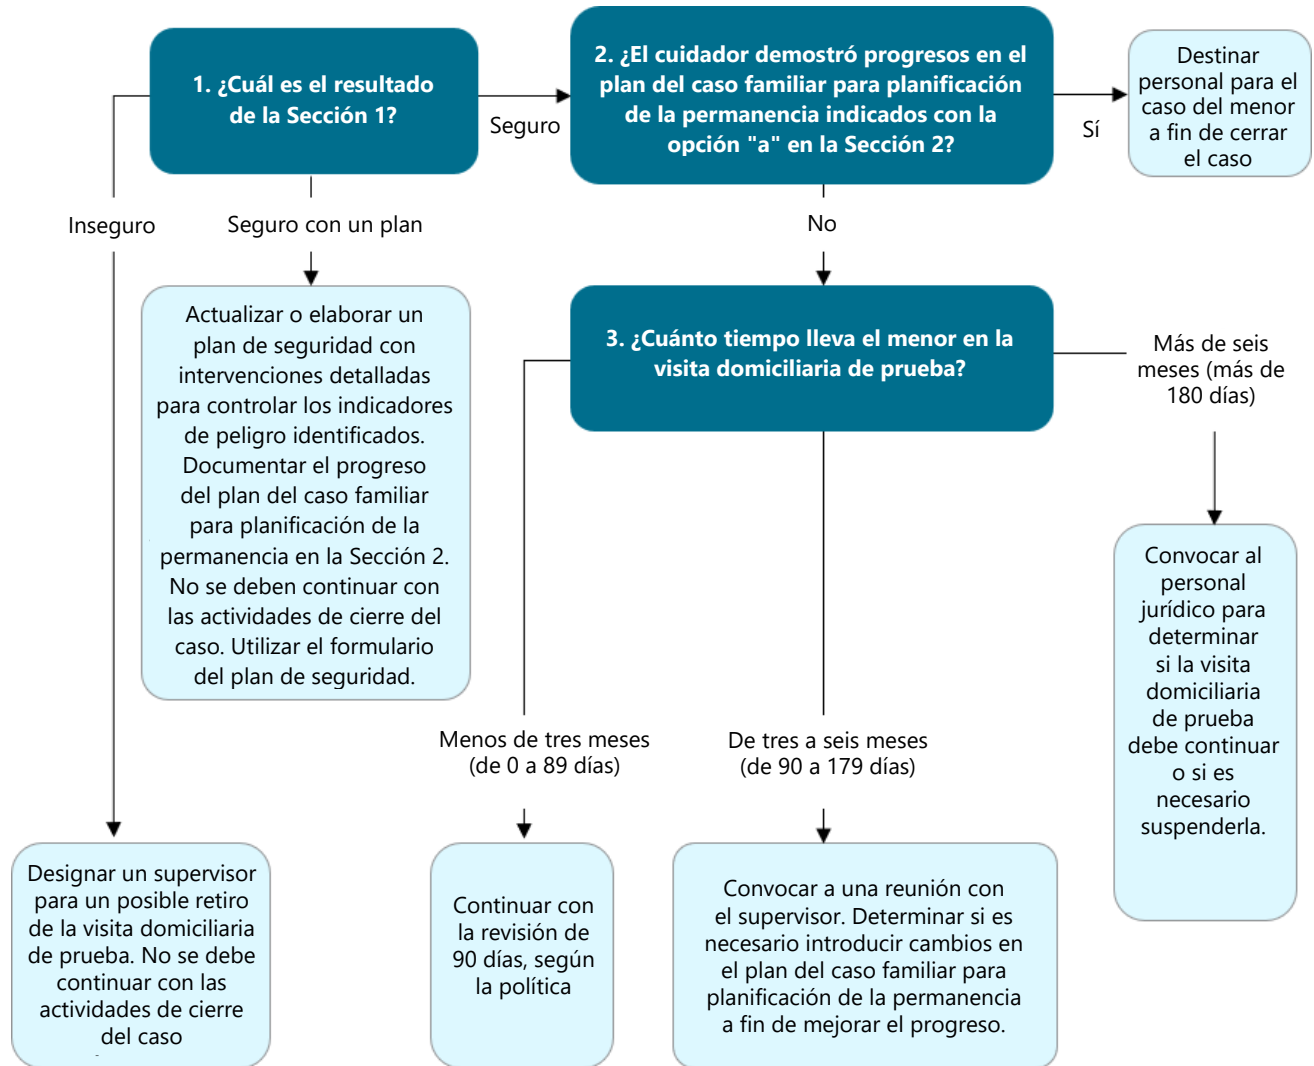 1. ¿Cuál es el resultado
de la Sección 1?
Seguro
2. ¿El cuidador demostró progresos en el
plan del caso familiar para planificación
de la permanencia indicados con la
opción "a" en la Sección 2?
Sí
Destinar
personal para el
caso del menor
a fin de cerrar
el caso
Inseguro
Seguro con un plan
No
Actualizar o elaborar un
plan de seguridad con
intervenciones detalladas
para controlar los indicadores
de peligro identificados.
Documentar el progreso
del plan del caso familiar
para planificación de la
permanencia en la Sección 2.
No se deben continuar con
las actividades de cierre del
caso. Utilizar el formulario
del plan de seguridad.
3. ¿Cuánto tiempo lleva el menor en la
visita domiciliaria de prueba?
Más de seis
meses (más de
180 días)
Convocar al
personal
jurídico para
determinar
si la visita
domiciliaria
de prueba
debe continuar
o si es
necesario
suspenderla.
Menos de tres meses
(de 0 a 89 días)
De tres a seis meses
(de 90 a 179 días)
Designar un supervisor
para un posible retiro
de la visita domiciliaria
de prueba. No se debe
continuar con las
actividades de cierre
del caso
Continuar con
la revisión de
90 días, según
la política
Convocar a una reunión con
el supervisor. Determinar si es
necesario introducir cambios en
el plan del caso familiar para
planificación de la permanencia
a fin de mejorar el progreso.